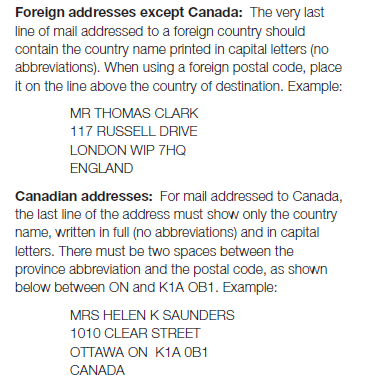 Foreign addresses except Canada: The very last
line of mail addressed to a foreign country should
contain the country name printed in capital letters (no
abbreviations). When using a foreign postal code, place
it on the line above the country of destination. Example:
MR THOMAS CLARK
117 RUSSELL DRIVE
LONDON WIP 7HQ
ENGLAND
Canadian addresses: For mail addressed to Canada,
the last line of the address must show only the country
name, written in full (no abbreviations) and in capital
letters. There must be two spaces between the
province abbreviation and the postal code, as shown
below between ON and K1A OB1. Example:
MRS HELEN K SAUNDERS
1010 CLEAR STREET
OTTAWA ON  K1A 0B1
CANADA